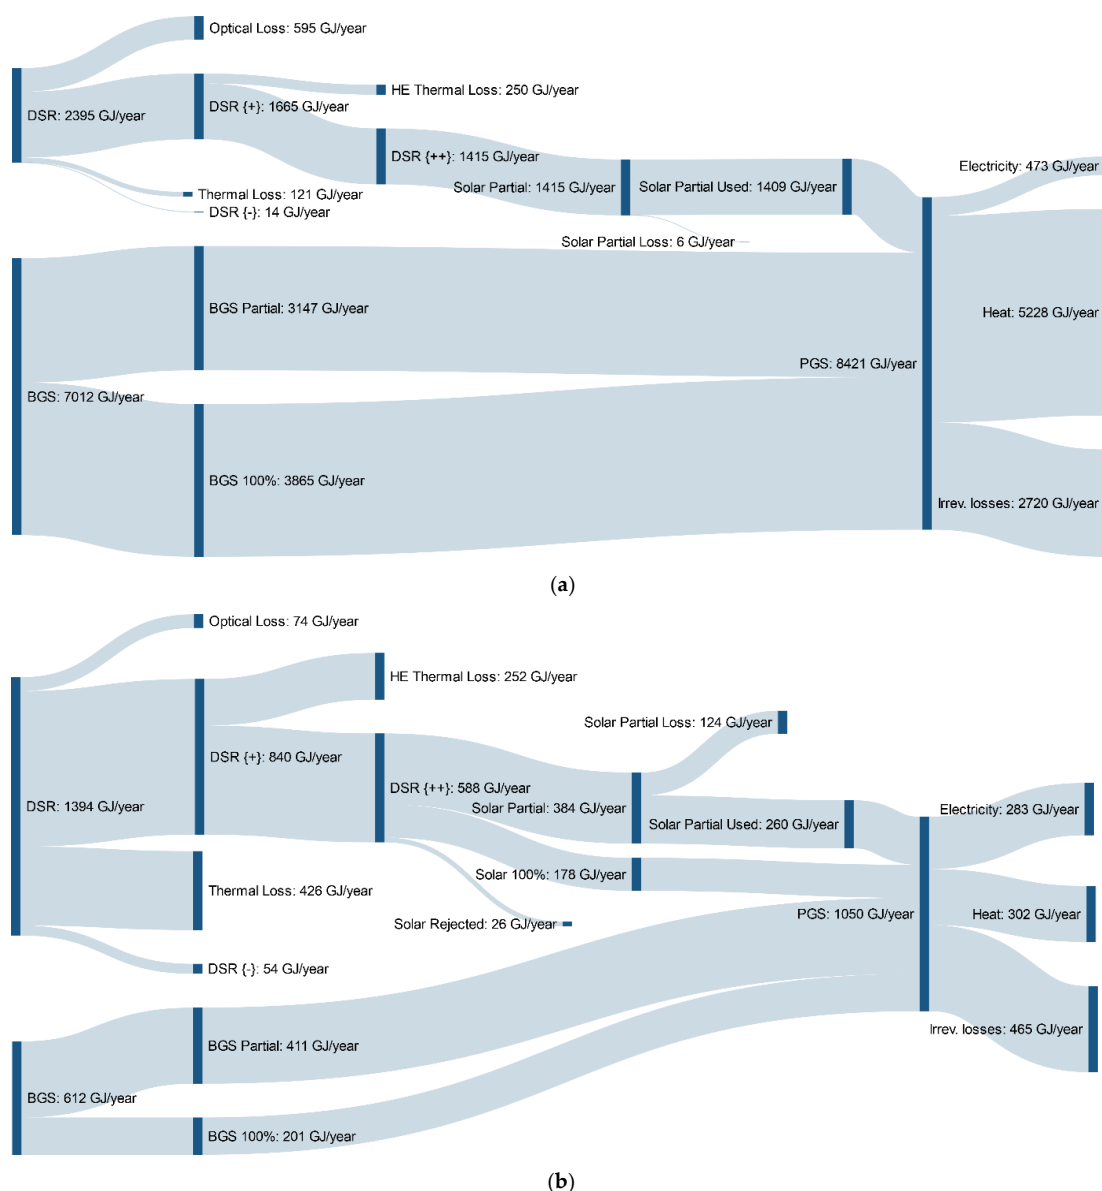 Optical Loss: 595 GJ/year
HE Thermal Loss: 250 GJ/year
DSR {+}: 1665 GJ/year
DSR: 2395 GJ/year
DSR {++}: 1415 GJ/year
Electricity: 473 GJ/year
Solar Partial: 1415 GJ/year
Solar Partial Used: 1409 GJ/year
Thermal Loss: 121 GJ/year
DSR {-}: 14 GJ/year
Solar Partial Loss: 6 GJ/year
BGS Partial: 3147 GJ/year
Heat: 5228 GJ/year
PGS: 8421 GJ/year
BGS: 7012 GJ/year
BGS 100%: 3865 GJ/year
Irrev. losses: 2720 GJ/year
(a)
Optical Loss: 74 GJ/year
HE Thermal Loss: 252 GJ/year
Solar Partial Loss: 124 GJ/year
DSR {+}: 840 GJ/year
DSR {++}: 588 GJ/year
DSR: 1394 GJ/year
Solar Partial: 384 GJ/year
Electricity: 283 GJ/year
Solar Partial Used: 260 GJ/year
Solar 100%: 178 GJ/year
Thermal Loss: 426 GJ/year
PGS: 1050 GJ/year
Heat: 302 GJ/year
Solar Rejected: 26 GJ/year
DSR {-}: 54 GJ/year
Irrev. losses: 465 GJ/year
BGS Partial: 411 GJ/year
BGS: 612 GJ/year
BGS 100%: 201 GJ/year
(b)